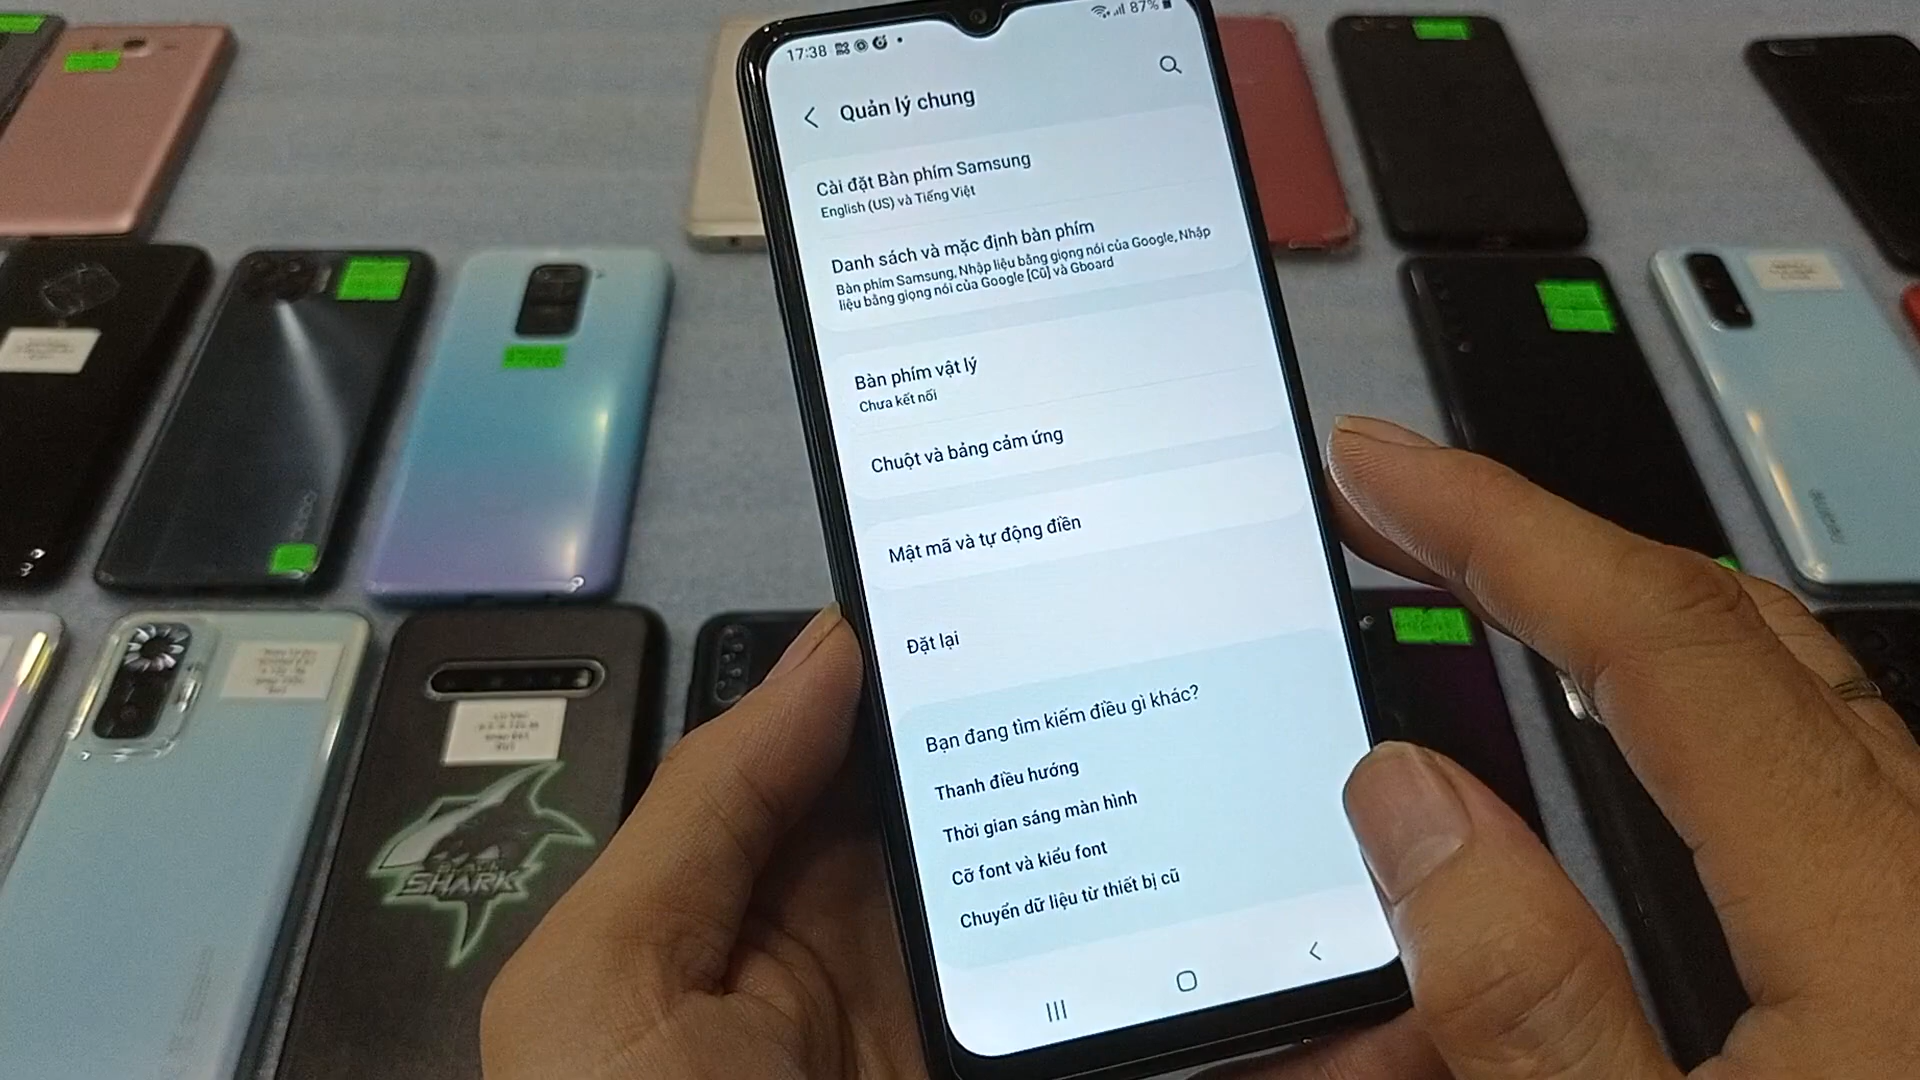 17:38
87%
Quản lý chung
Cài đặt Bàn phím Samsung
English (US) và Tiếng Việt
Danh sách và mặc định bàn phím
Bàn phím Samsung, Nhập liệu bằng giọng nói của Google, Nhập
liệu bằng giọng nói của Google [Cũ] và Gboard
Bàn phím vật lý
Chưa kết nối
Chuột và bảng cảm ứng
Mật mã và tự động điền
Đặt lại
Bạn đang tìm kiếm điều gì khác?
Thanh điều hướng
Thời gian sáng màn hình
Cỡ font và kiểu font
Chuyển dữ liệu từ thiết bị cũ
SHARK